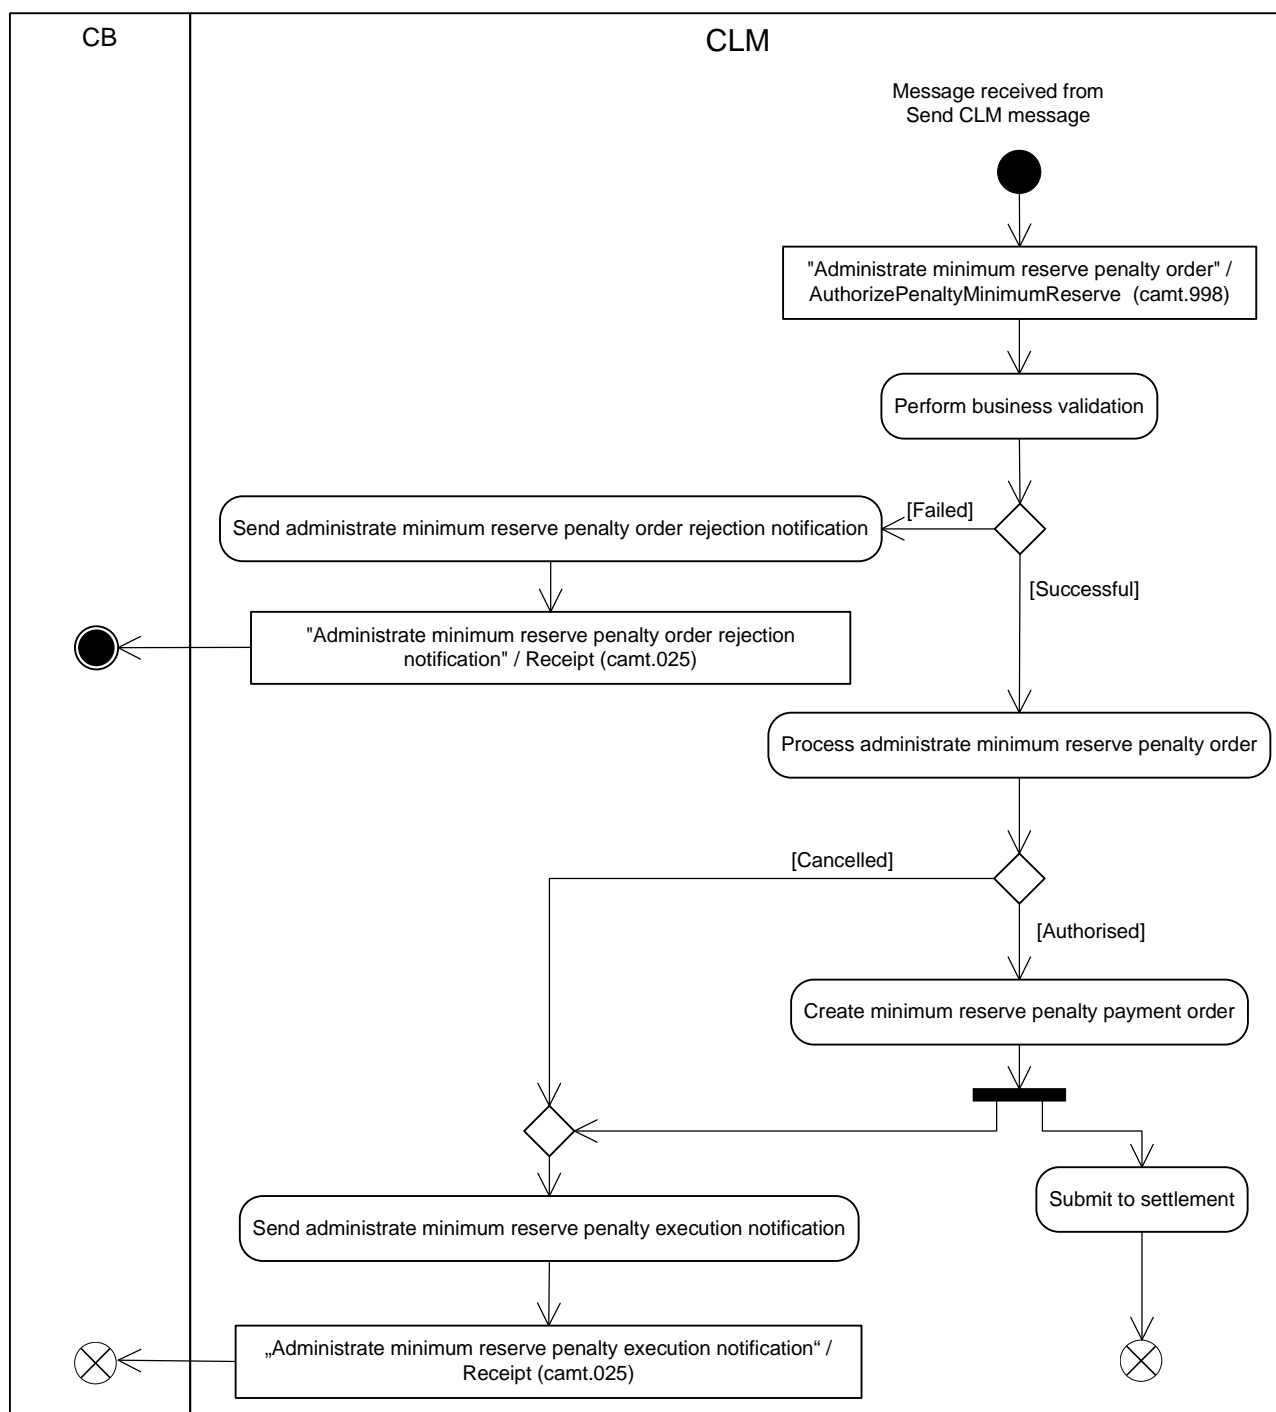 CB
CLM
Message received from
Send CLM message
"Administrate minimum reserve penalty order" /
AuthorizePenaltyMinimumReserve (camt.998)
Perform business validation
[Failed]
Send administrate minimum reserve penalty order rejection notification
[Successful]
"Administrate minimum reserve penalty order rejection
notification" / Receipt (camt.025)
Process administrate minimum reserve penalty order
[Cancelled]
[Authorised]
Create minimum reserve penalty payment order
Submit to settlement
Send administrate minimum reserve penalty execution notification
„Administrate minimum reserve penalty execution notification“ /
Receipt (camt.025)